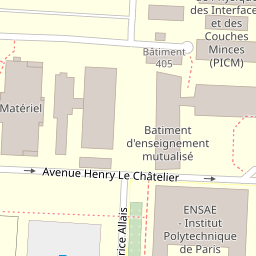 des Interfaces
et des
Couches
Minces
(PICM)
Bâtiment
405
Matériel
Batiment
d'enseignement
mutualisé
Avenue Henry Le Châtelier
ENSAE
- Institut
Polytechnique
de Paris
rice Allais